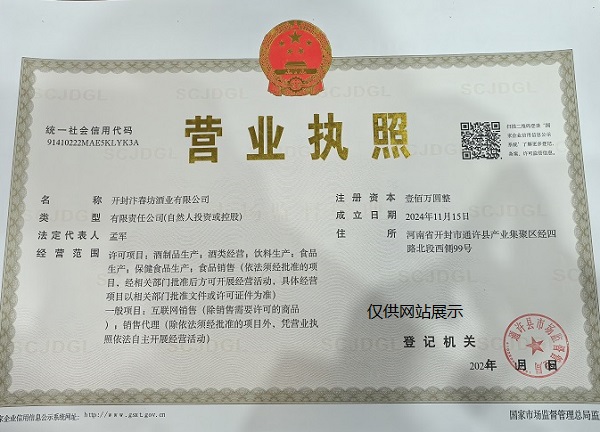 统一社会信用代码
91410222MAE5KLYK3A
营业执照
扫描二维码登录"国
家企业信用信息公示
系统"了解更多登记、
备案、许可监管信息。
名称 开封汴春坊酒业有限公司
类型 有限责任公司(自然人投资或控股)
法定代表人 孟军
经营范围 许可项目：酒制品生产；酒类经营；饮料生产；食品
生产；保健食品生产；食品销售（依法须经批准的项
目，经相关部门批准后方可开展经营活动，具体经营
项目以相关部门批准文件或许可证件为准）
一般项目：互联网销售（除销售需要许可的商品
）；销售代理（除依法须经批准的项目外，凭营业执
照依法自主开展经营活动）
注册资本 壹佰万圆整
成立日期 2024年11月15日
住所 河南省开封市通许县产业集聚区经四
路北段西侧99号
仅供网站展示
登记机关
通许县市场监督管理局
2024年 月 日
家企业信用信息公示系统网址：http://www.gsxt.gov.cn
国家市场监督管理总局监